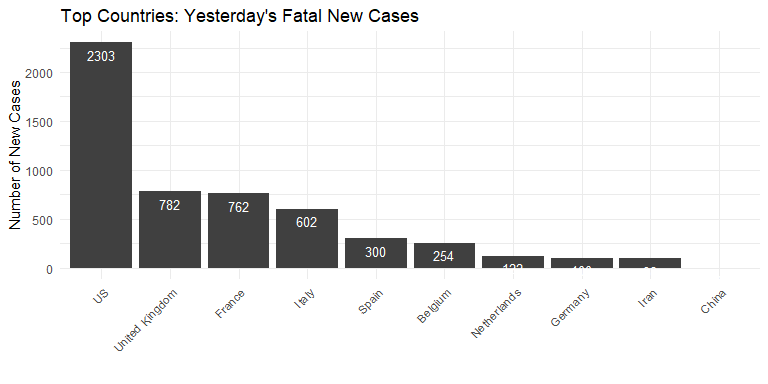 Top Countries: Yesterday's Fatal New Cases
Number of New Cases
2000
1500
1000
500
0
2303
782
762
602
300
254
US
United Kingdom
France
Italy
Spain
Belgium
Netherlands
Germany
Iran
China